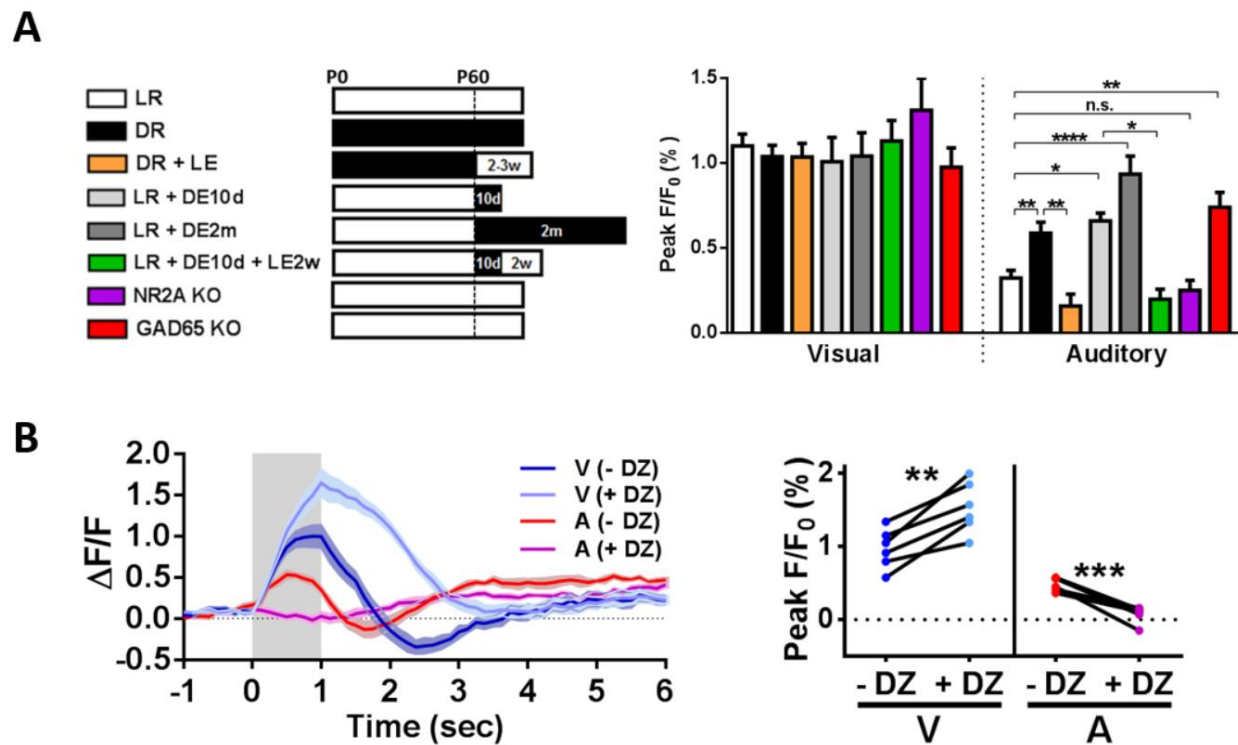 A
P0 P60
LR
DR
DR + LE
LR + DE10d
LR + DE2m
LR + DE10d + LE2w
NR2A KO
GAD65 KO
2-3w
10d
2m
10d 2w
Peak F/F0 (%)
1.5
1.0
0.5
0.0
Visual Auditory
**
n.s.
****
*
*
** **
B
ΔF/F
2.0
1.5
1.0
0.5
0.0
-0.5
-1 0 1 2 3 4 5 6
Time (sec)
V (- DZ)
V (+ DZ)
A (- DZ)
A (+ DZ)
Peak F/F0 (%)
2
1
0
** ***
- DZ + DZ - DZ + DZ
V A